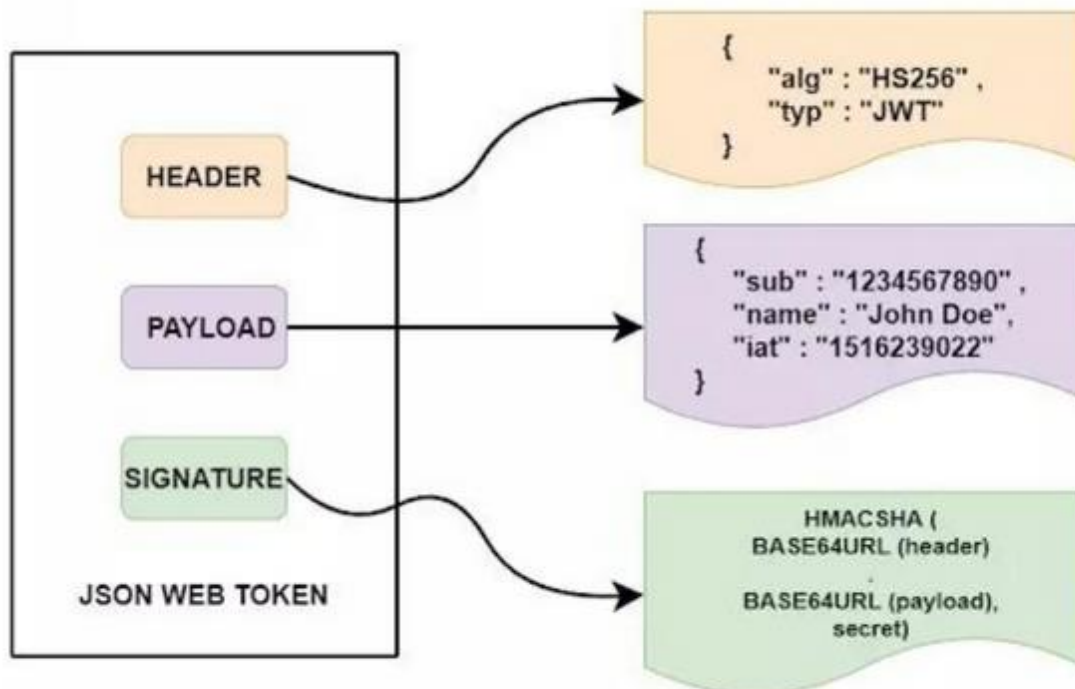 HEADER
PAYLOAD
SIGNATURE
JSON WEB TOKEN
{
"alg" : "HS256" ,
"typ" : "JWT"
}
{
"sub" : "1234567890" ,
"name" : "John Doe",
"iat" : "1516239022"
}
HMACSHA (
BASE64URL (header)
.
BASE64URL (payload),
secret)